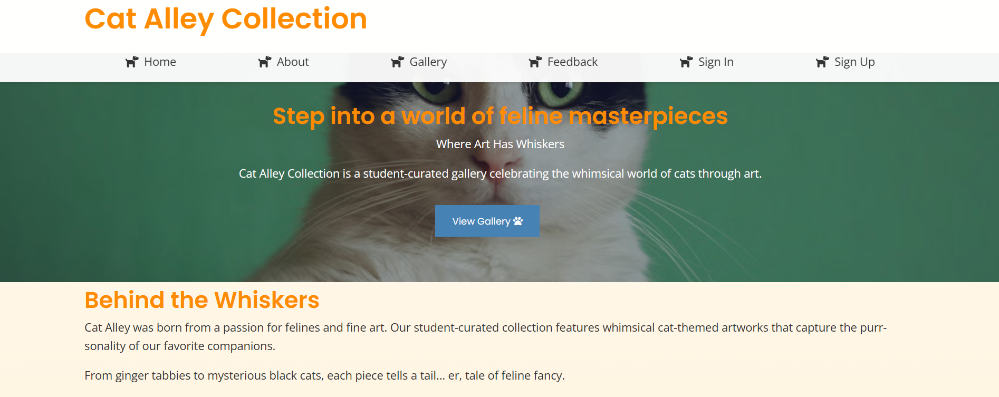 Cat Alley Collection
Home About Gallery Feedback Sign In Sign Up
Step into a world of feline masterpieces
Where Art Has Whiskers
Cat Alley Collection is a student-curated gallery celebrating the whimsical world of cats through art.
View Gallery
Behind the Whiskers
Cat Alley was born from a passion for felines and fine art. Our student-curated collection features whimsical cat-themed artworks that capture the purr-
sonality of our favorite companions.
From ginger tabbies to mysterious black cats, each piece tells a tail... er, tale of feline fancy.